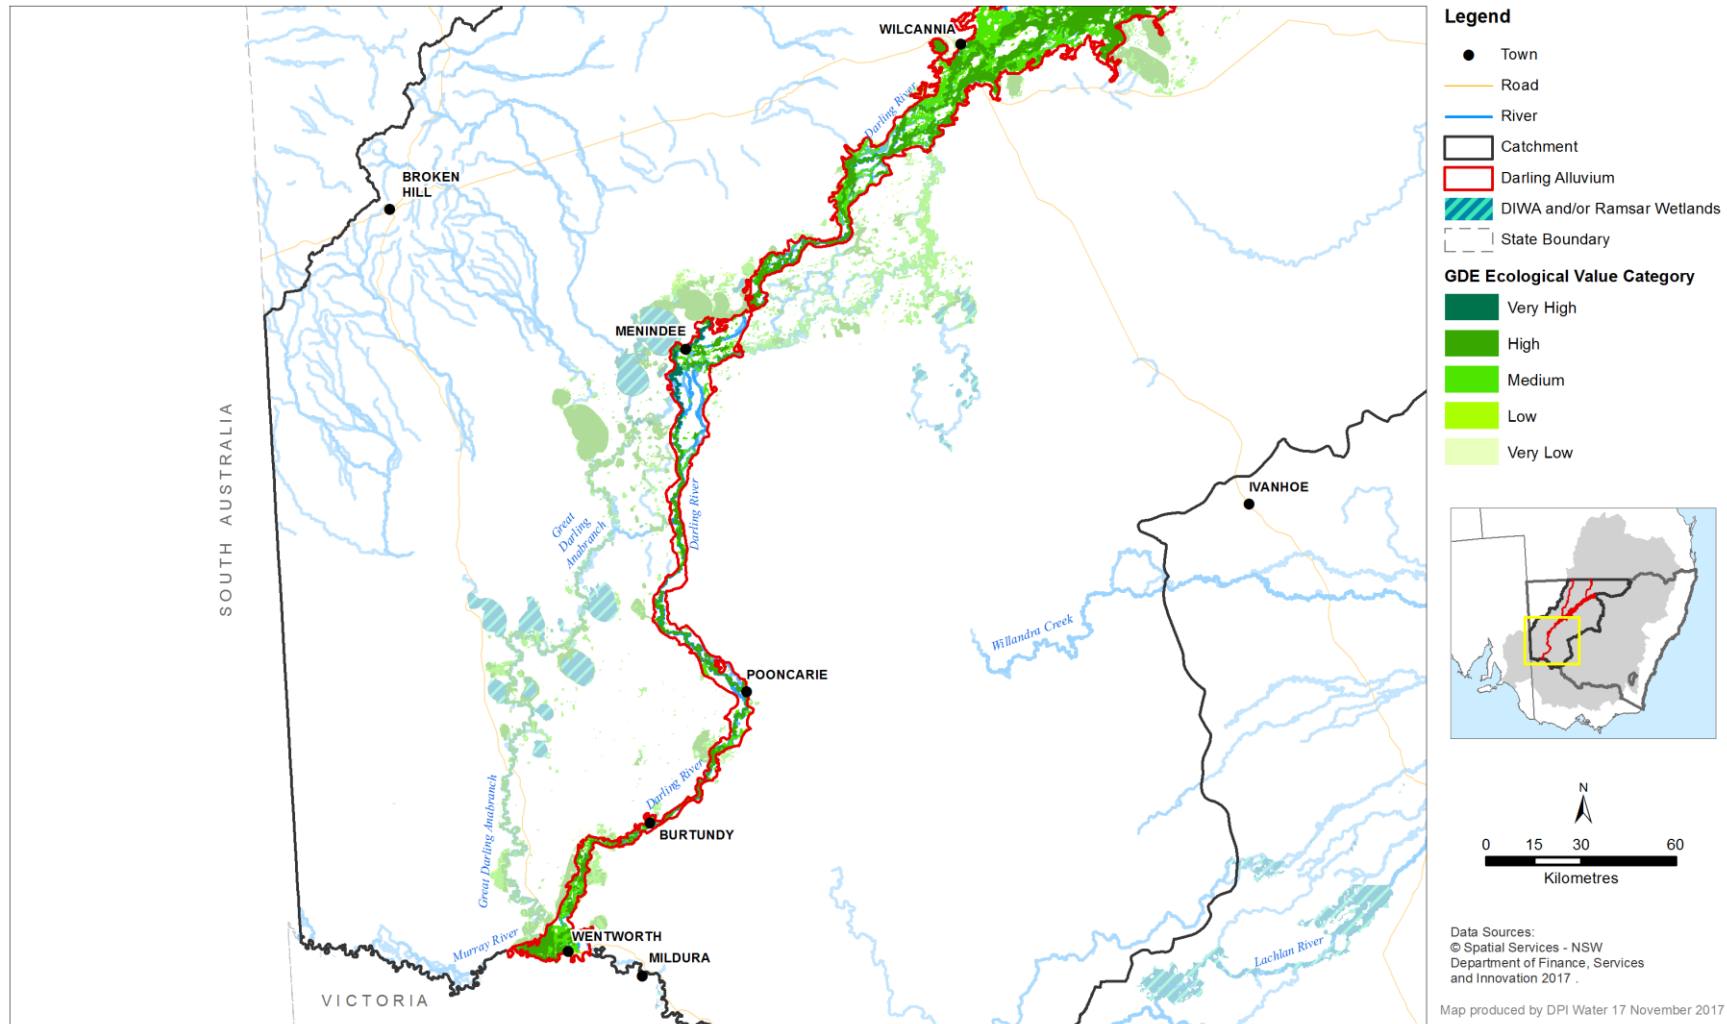 WILCANNIA
Darling River
BROKEN
HILL
MENINDEE
SOUTH AUSTRALIA
Great
Darling
Anabranch
Darling River
IVANHOE
Willandra Creek
POONCARIE
Darling River
BURTUNDY
Great Darling Anabranch
WENTWORTH
Murray River
MILDURA
Lachlan River
VICTORIA
Legend
Town
Road
River
Catchment
Darling Alluvium
DIWA and/or Ramsar Wetlands
State Boundary
GDE Ecological Value Category
Very High
High
Medium
Low
Very Low
N
0 15 30 60
Kilometres
Data Sources:
© Spatial Services - NSW
Department of Finance, Services
and Innovation 2017 .
Map produced by DPI Water 17 November 2017